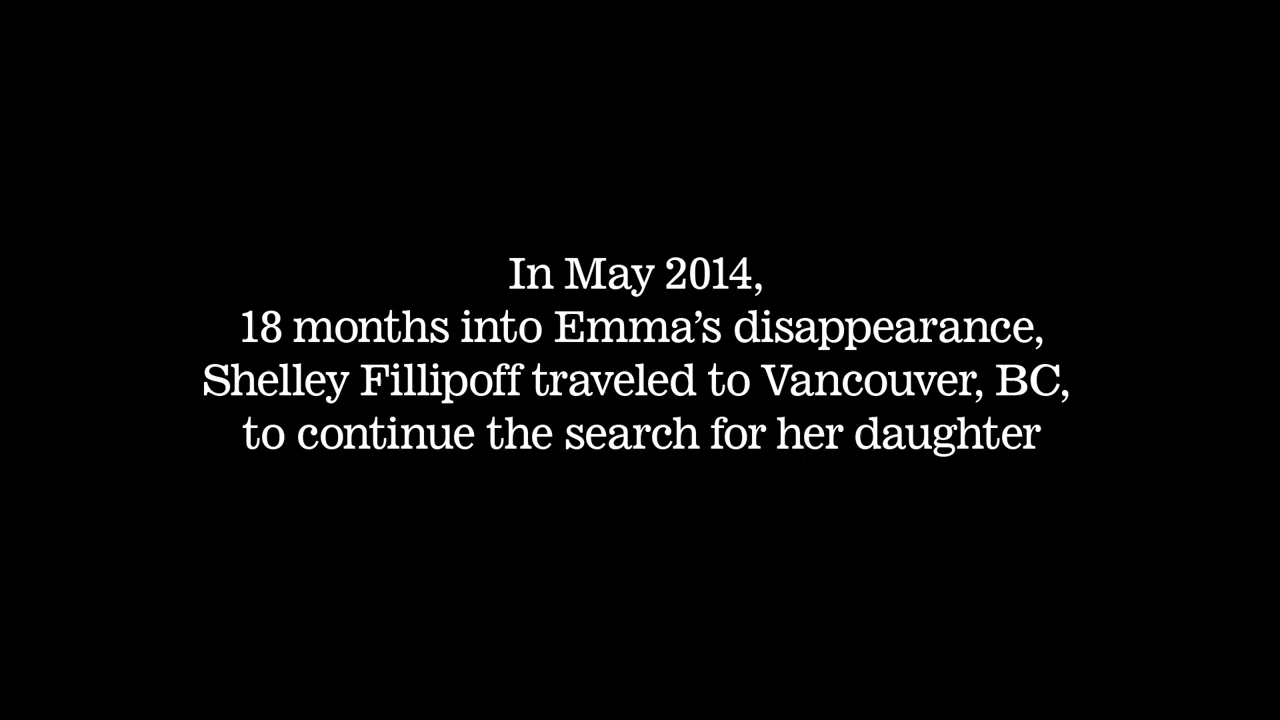 In May 2014,
18 months into Emma’s disappearance,
Shelley Fillipoff traveled to Vancouver, BC,
to continue the search for her daughter